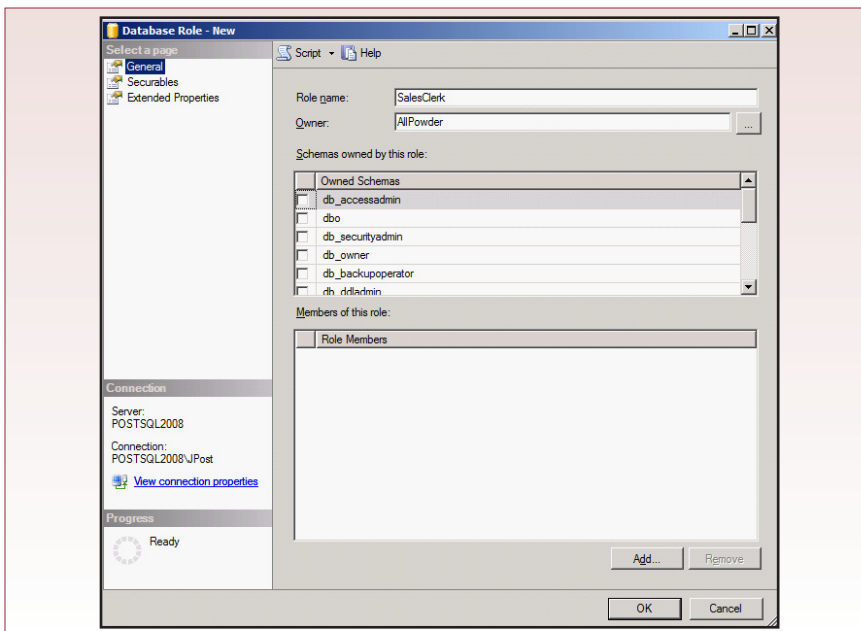 Database Role - New
Select a page
General
Securables
Extended Properties
Script
Help
Role name:
SalesClerk
Owner:
AllPowder
...
Schemas owned by this role:
Owned Schemas
db_accessadmin
dbo
db_securityadmin
db_owner
db_backupoperator
db_ddladmin
Members of this role:
Role Members
Connection
Server:
POSTSQL2008
Connection:
POSTSQL2008\JPost
View connection properties
Progress
Ready
Add...
Remove
OK
Cancel